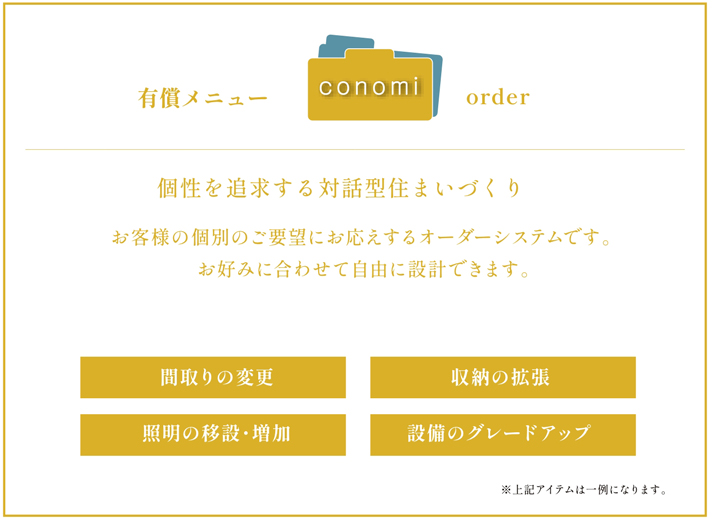 有償メニュー conomi order
個性を追求する対話型住まいづくり
お客様の個別のご要望にお応えするオーダーシステムです。
お好みに合わせて自由に設計できます。
間取りの変更
収納の拡張
照明の移設・増加
設備のグレードアップ
※上記アイテムは一例になります。